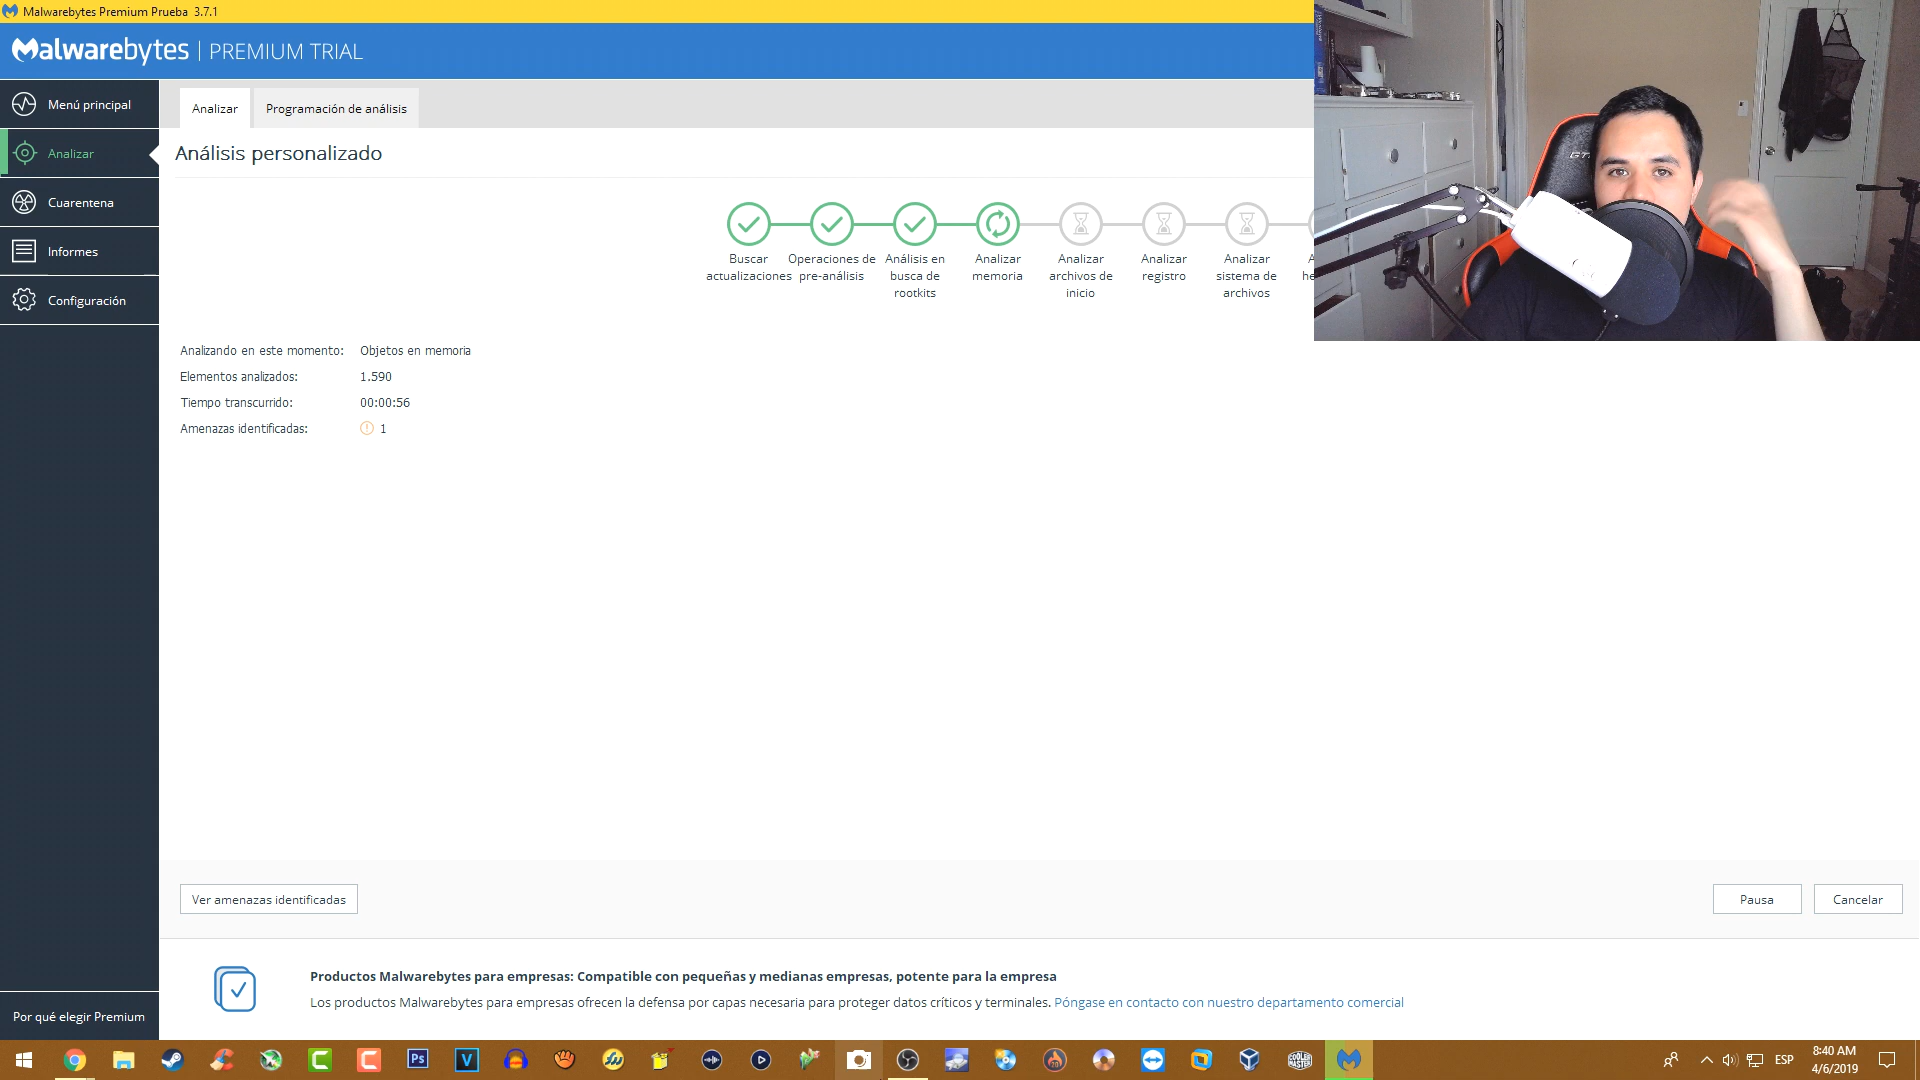 Malwarebytes Premium Prueba 3.7.1
Malwarebytes | PREMIUM TRIAL
Menú principal
Analizar
Cuarentena
Informes
Configuración
Por qué elegir Premium
Analizar
Programación de análisis
Análisis personalizado
Buscar
actualizaciones
Operaciones de
pre-análisis
Análisis en
busca de
rootkits
Analizar
memoria
Analizar
archivos de
inicio
Analizar
registro
Analizar
sistema de
archivos
Analizando en este momento: Objetos en memoria
Elementos analizados: 1.590
Tiempo transcurrido: 00:00:56
Amenazas identificadas: 1
Ver amenazas identificadas
Pausa
Cancelar
Productos Malwarebytes para empresas: Compatible con pequeñas y medianas empresas, potente para la empresa
Los productos Malwarebytes para empresas ofrecen la defensa por capas necesaria para proteger datos críticos y terminales. Póngase en contacto con nuestro departamento comercial
Ps
V
COOLER
MASTER
ESP
8:40 AM
4/6/2019